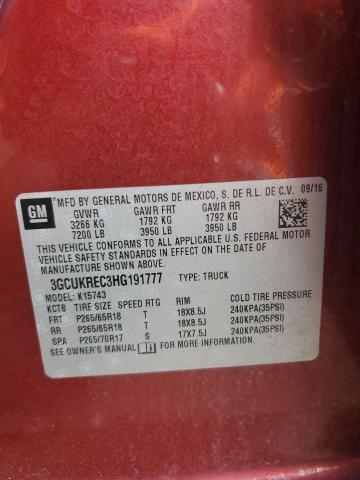 GM
MFD BY GENERAL MOTORS DE MEXICO, S. DE R.L. DE C.V. 09/16
GVWR GAWR FRT GAWR RR
3266 KG 1792 KG 1792 KG
7200 LB 3950 LB 3950 LB
THIS VEHICLE CONFORMS TO ALL APPLICABLE U.S. FEDERAL MOTOR
VEHICLE SAFETY STANDARDS IN EFFECT ON THE DATE OF
MANUFACTURE SHOWN ABOVE.
3GCUKREC3HG191777 TYPE: TRUCK
MODEL: K15743
KCT8 TIRE SIZE SPEED RTG RIM COLD TIRE PRESSURE
FRT P265/65R18 T 18X8.5J 240KPA(35PSI)
RR P265/65R18 T 18X8.5J 240KPA(35PSI)
SPA P265/70R17 S 17X7.5J 240KPA(35PSI)
SEE OWNER'S MANUAL FOR MORE INFORMATION.